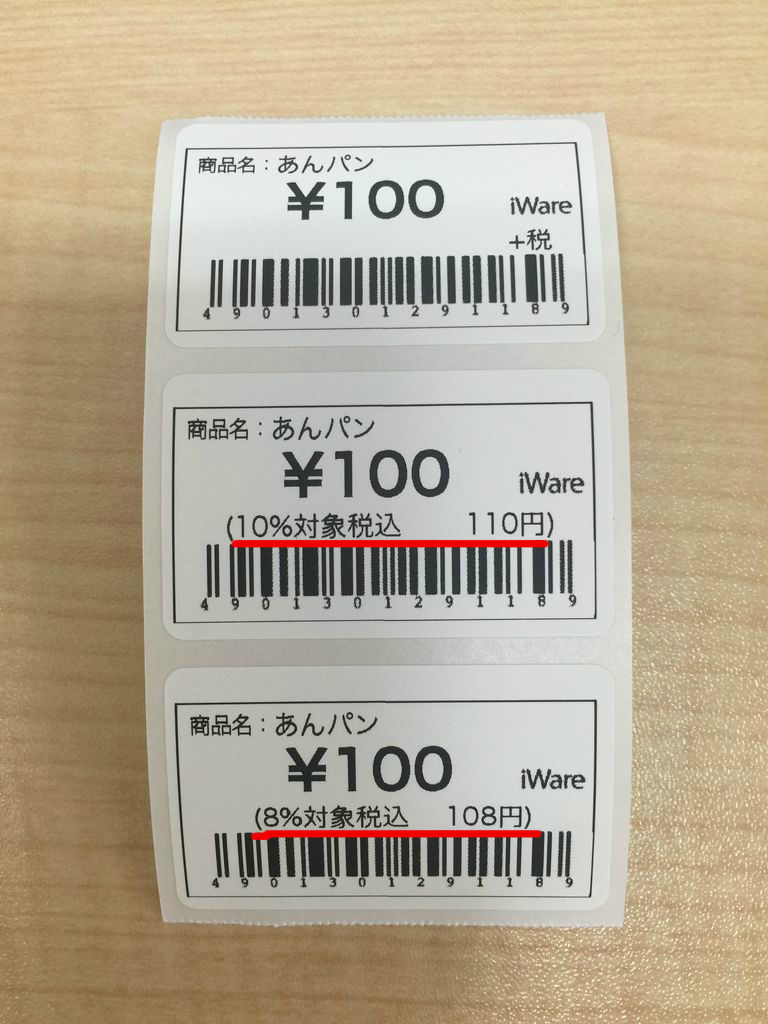 商品名：あんパン
¥100
iWare
+税
4901301291189
商品名：あんパン
¥100
iWare
(10%対象税込 110円)
4901301291189
商品名：あんパン
¥100
iWare
(8%対象税込 108円)
4901301291189